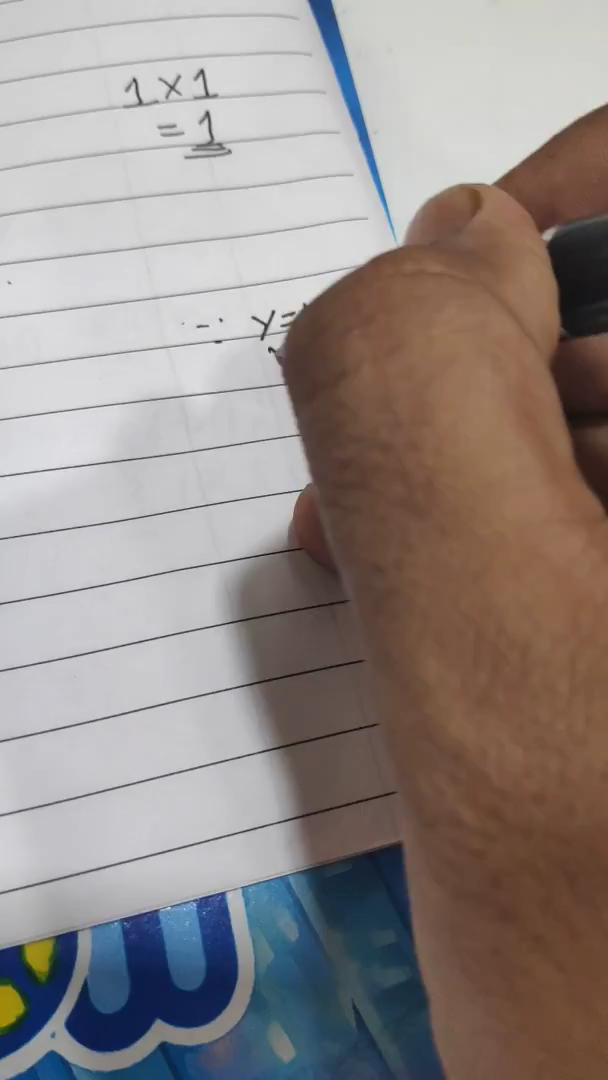 1 × 1
= 1
∵ y =